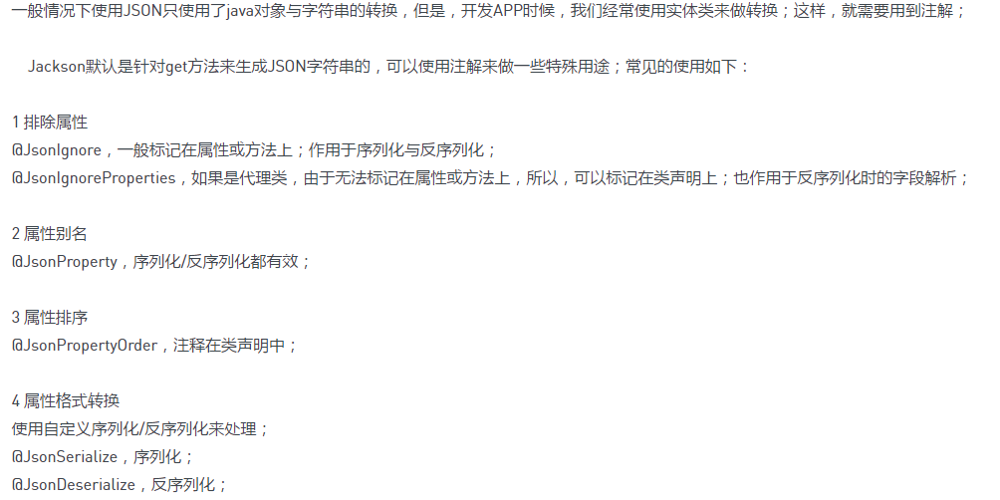 一般情况下使用JSON只使用了java对象与字符串的转换，但是，开发APP时候，我们经常使用实体类来做转换；这样，就需要用到注解；
Jackson默认是针对get方法来生成JSON字符串的，可以使用注解来做一些特殊用途；常见的使用如下：
1 排除属性
@JsonIgnore，一般标记在属性或方法上；作用于序列化与反序列化；
@JsonIgnoreProperties，如果是代理类，由于无法标记在属性或方法上，所以，可以标记在类声明上；也作用于反序列化时的字段解析；
2 属性别名
@JsonProperty，序列化/反序列化都有效；
3 属性排序
@JsonPropertyOrder，注释在类声明中；
4 属性格式转换
使用自定义序列化/反序列化来处理；
@JsonSerialize，序列化；
@JsonDeserialize，反序列化；